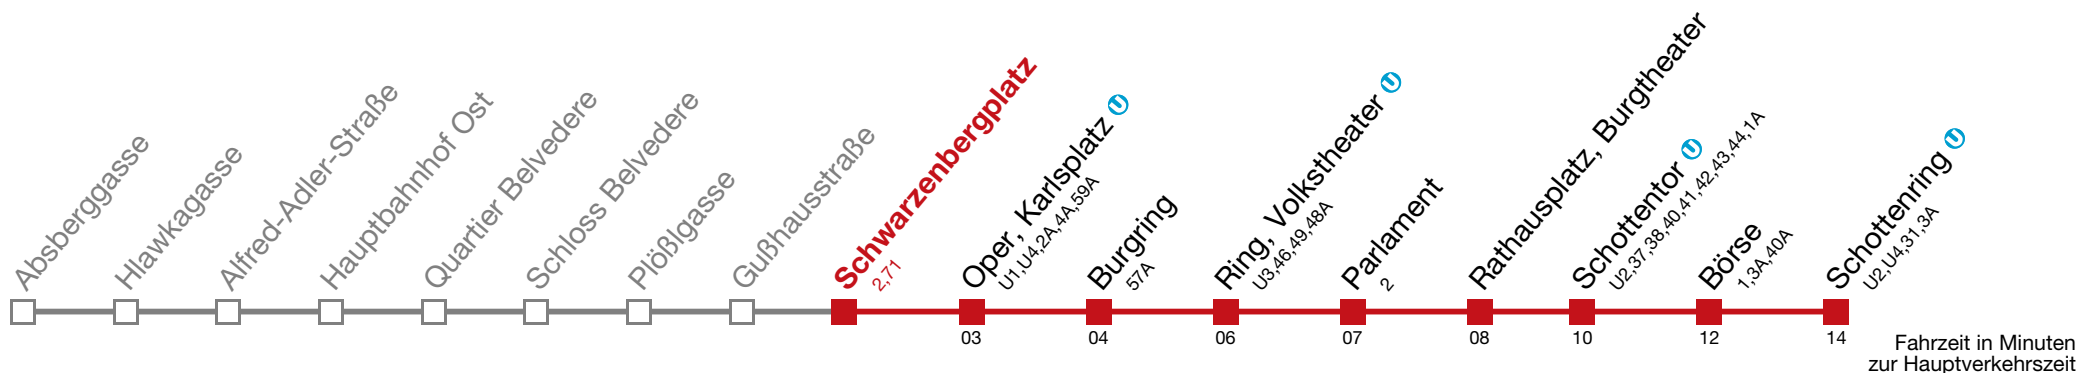 Absberggasse
Hlawkagasse
Alfred-Adler-Straße
Hauptbahnhof Ost
Quartier Belvedere
Schloss Belvedere
Plößlgasse
Gußhausstraße
Schwarzenbergplatz
2,71
Oper, Karlsplatz U
U1,U4,2A,4A,59A
03
Burgring
57A
04
Ring, Volkstheater U
U3,46,49,48A
06
Parlament
2
07
Rathausplatz, Burgtheater
08
Schottentor U
U2,37,38,40,41,42,43,44,1A
10
Börse
1,3A,40A
12
Schottenring U
U2,U4,31,3A
14
Fahrzeit in Minuten
zur Hauptverkehrszeit